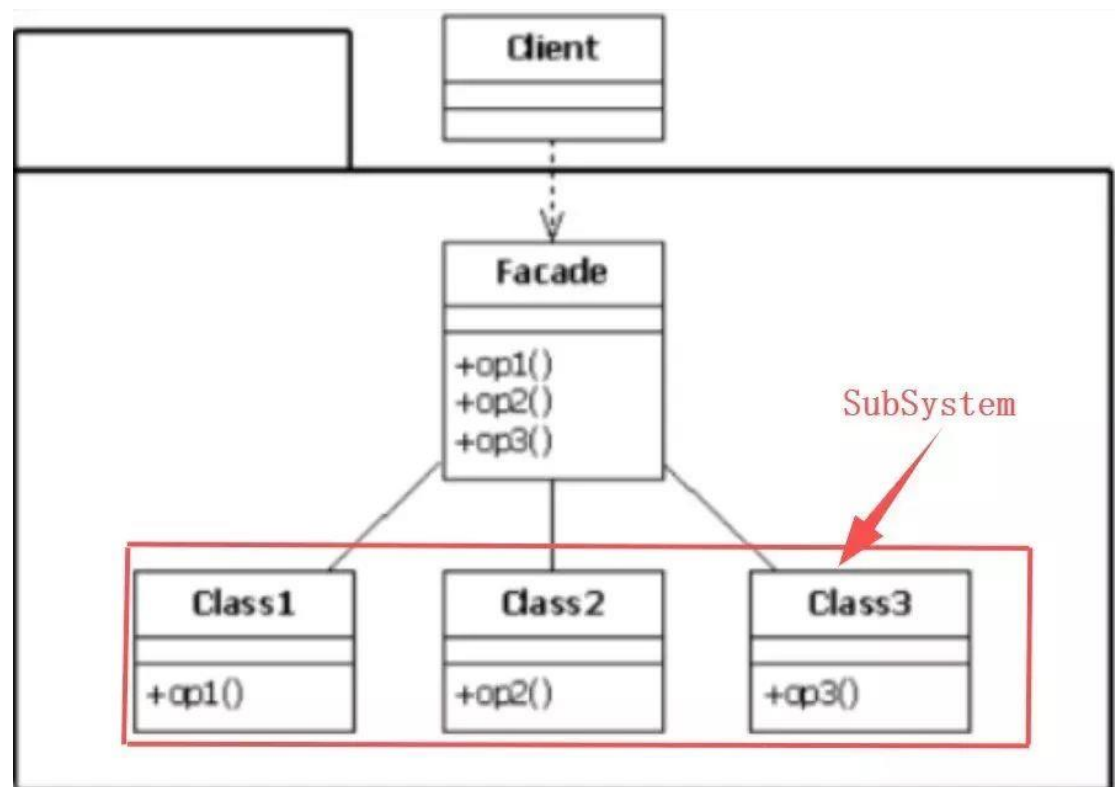 Client
Facade
+op1()
+op2()
+op3()
SubSystem
Class1
Class2
Class3
+op1()
+op2()
+op3()